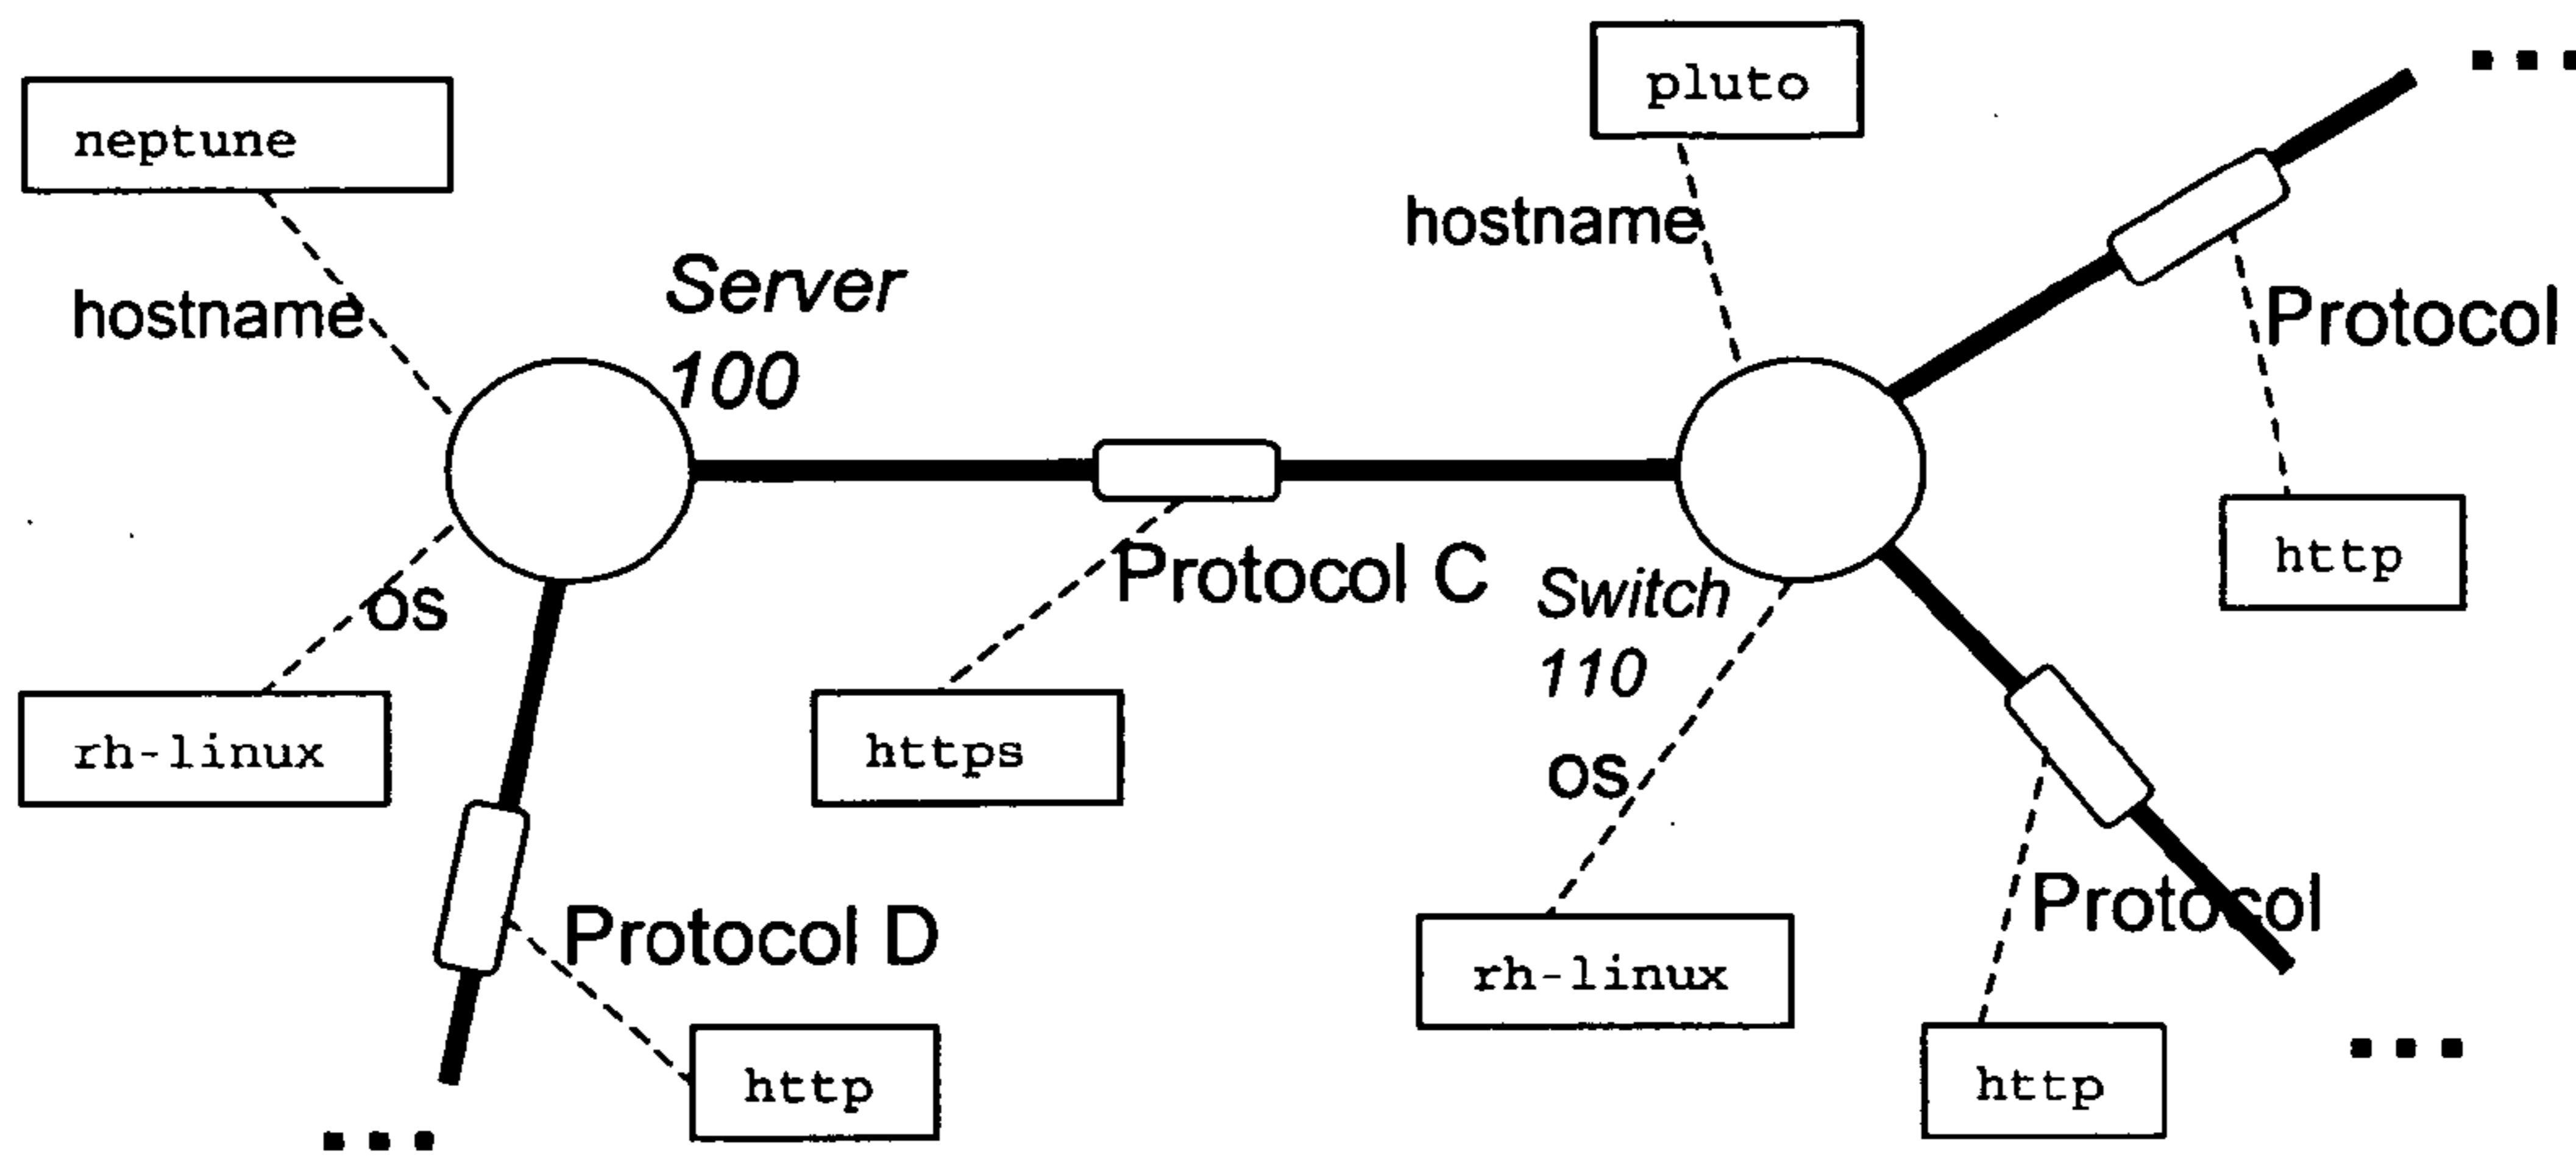 pluto
neptune
hostname
hostname
Server
100
Protocol
Protocol C
http
Switch
110
os
rh-linux
https
os
Protocol
Protocol D
rh-linux
http
http